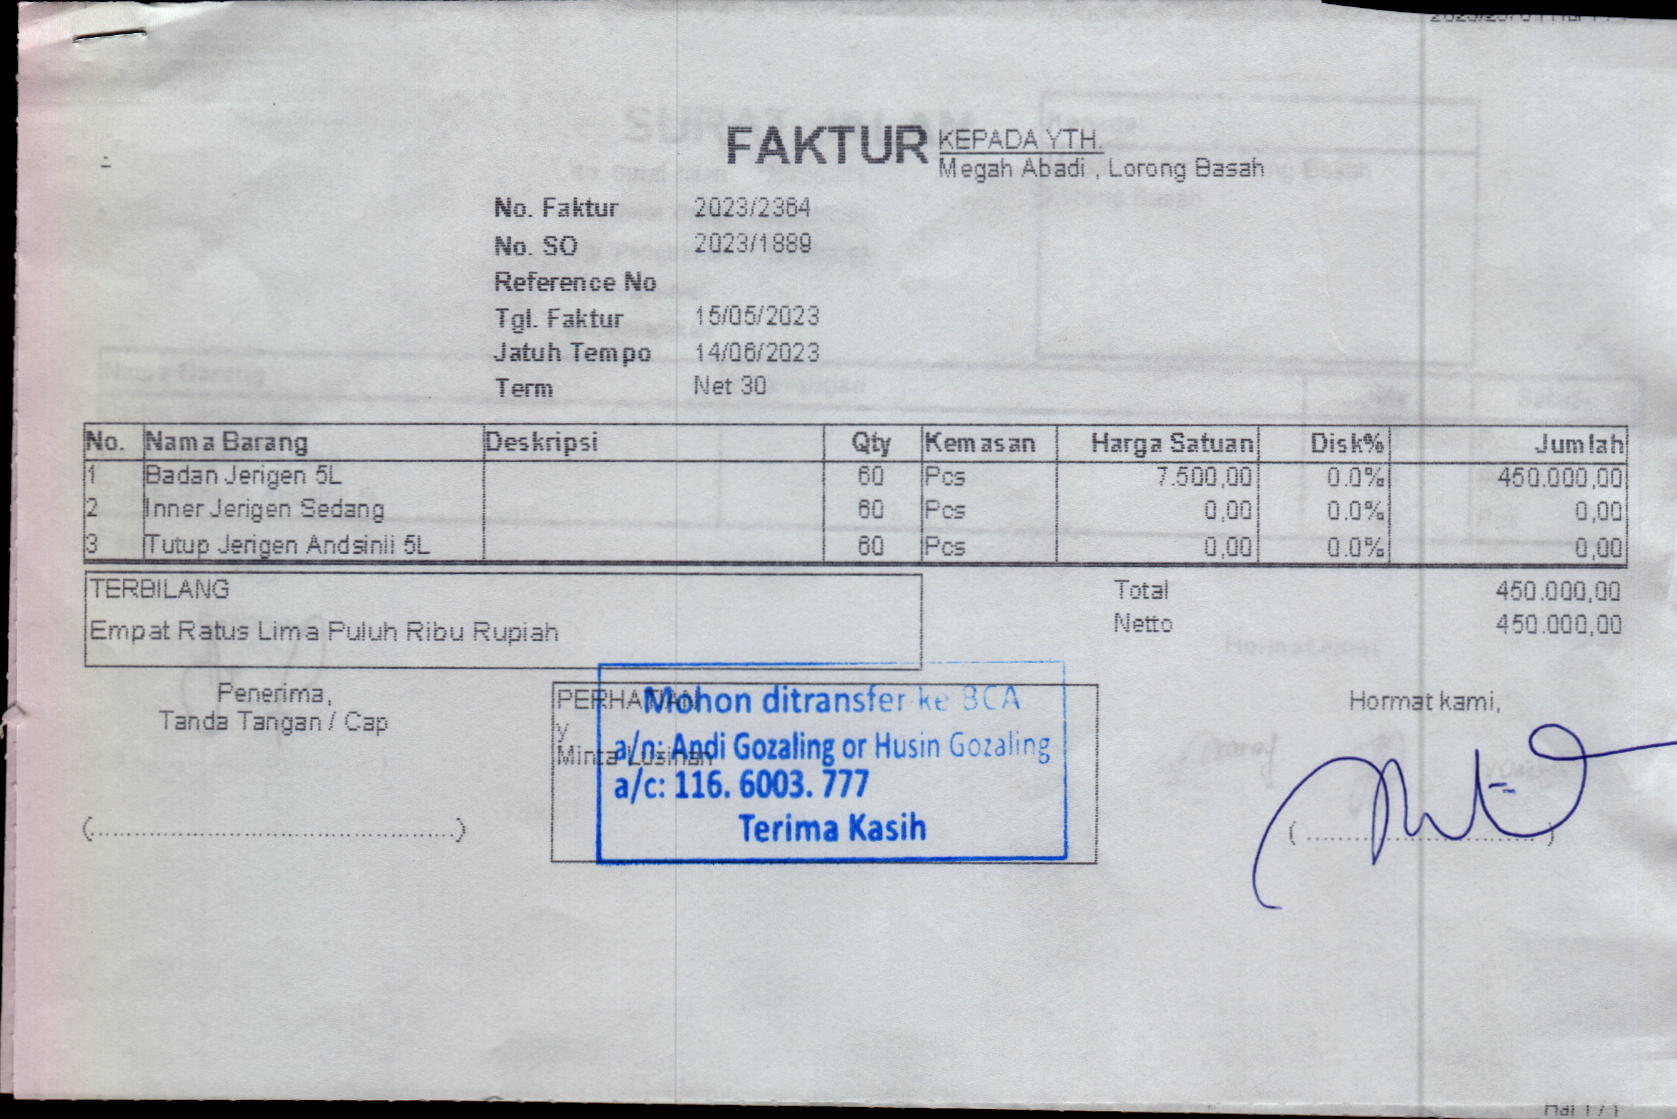 FAKTUR
KEPADA YTH.
Megah Abadi , Lorong Basah
No. Faktur 2023/2364
No. SO 2023/1889
Reference No
Tgl. Faktur 15/05/2023
Jatuh Tempo 14/06/2023
Term Net 30
No. Nama Barang Deskripsi Qty Kemasan Harga Satuan Disk% Jumlah
1 Badan Jerigen 5L 60 Pcs 7.500,00 0.0% 450.000,00
2 Inner Jerigen Sedang 60 Pcs 0,00 0.0% 0,00
3 Tutup Jerigen Andsinii 5L 60 Pcs 0,00 0.0% 0,00
TERBILANG
Empat Ratus Lima Puluh Ribu Rupiah
Total 450.000,00
Netto 450.000,00
Penerima,
Tanda Tangan / Cap
(...........................................)
PERHATIAN
y
Minta Lusinan
Mohon ditransfer ke BCA
a/n: Andi Gozaling or Husin Gozaling
a/c: 116. 6003. 777
Terima Kasih
Hormat kami,
(...............................)